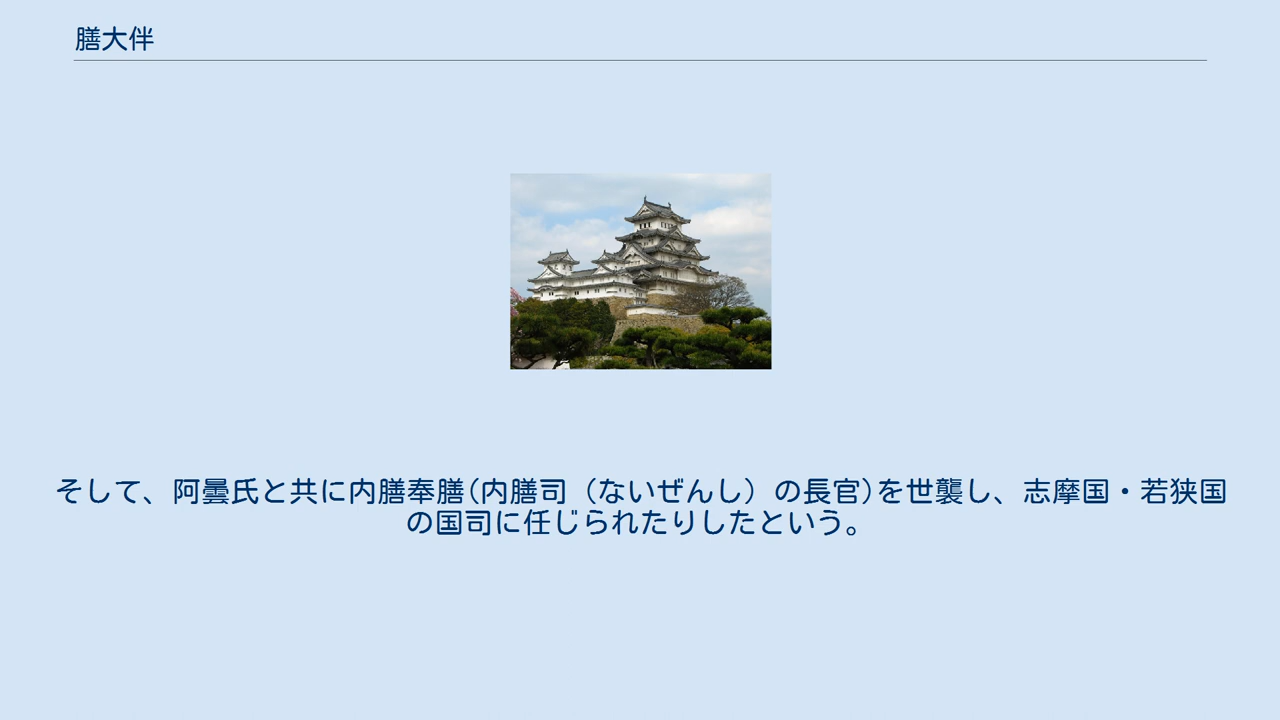 膳大伴
そして、阿曇氏と共に内膳奉膳(内膳司（ないぜんし）の長官)を世襲し、志摩国・若狭国
の国司に任じられたりしたという。